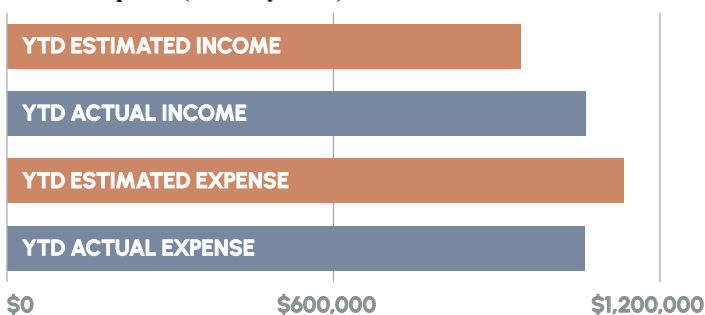 YTD ESTIMATED INCOME
YTD ACTUAL INCOME
YTD ESTIMATED EXPENSE
YTD ACTUAL EXPENSE
$0 $600,000 $1,200,000